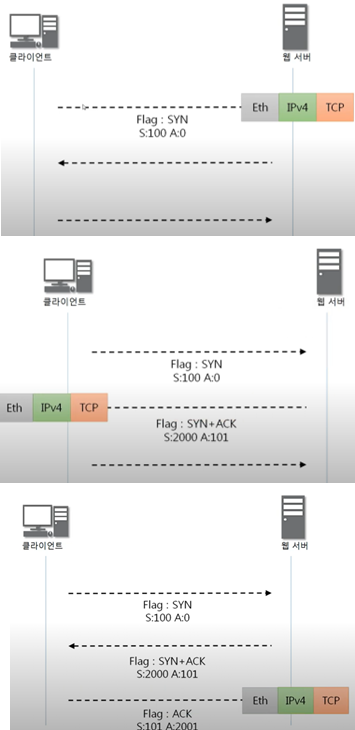 클라이언트
웹 서버
Eth IPv4 TCP
Flag : SYN
S:100 A:0
클라이언트
웹 서버
Flag : SYN
S:100 A:0
Eth IPv4 TCP
Flag : SYN+ACK
S:2000 A:101
클라이언트
웹 서버
Flag : SYN
S:100 A:0
Flag : SYN+ACK
S:2000 A:101
Eth IPv4 TCP
Flag : ACK
S:101 A:2001